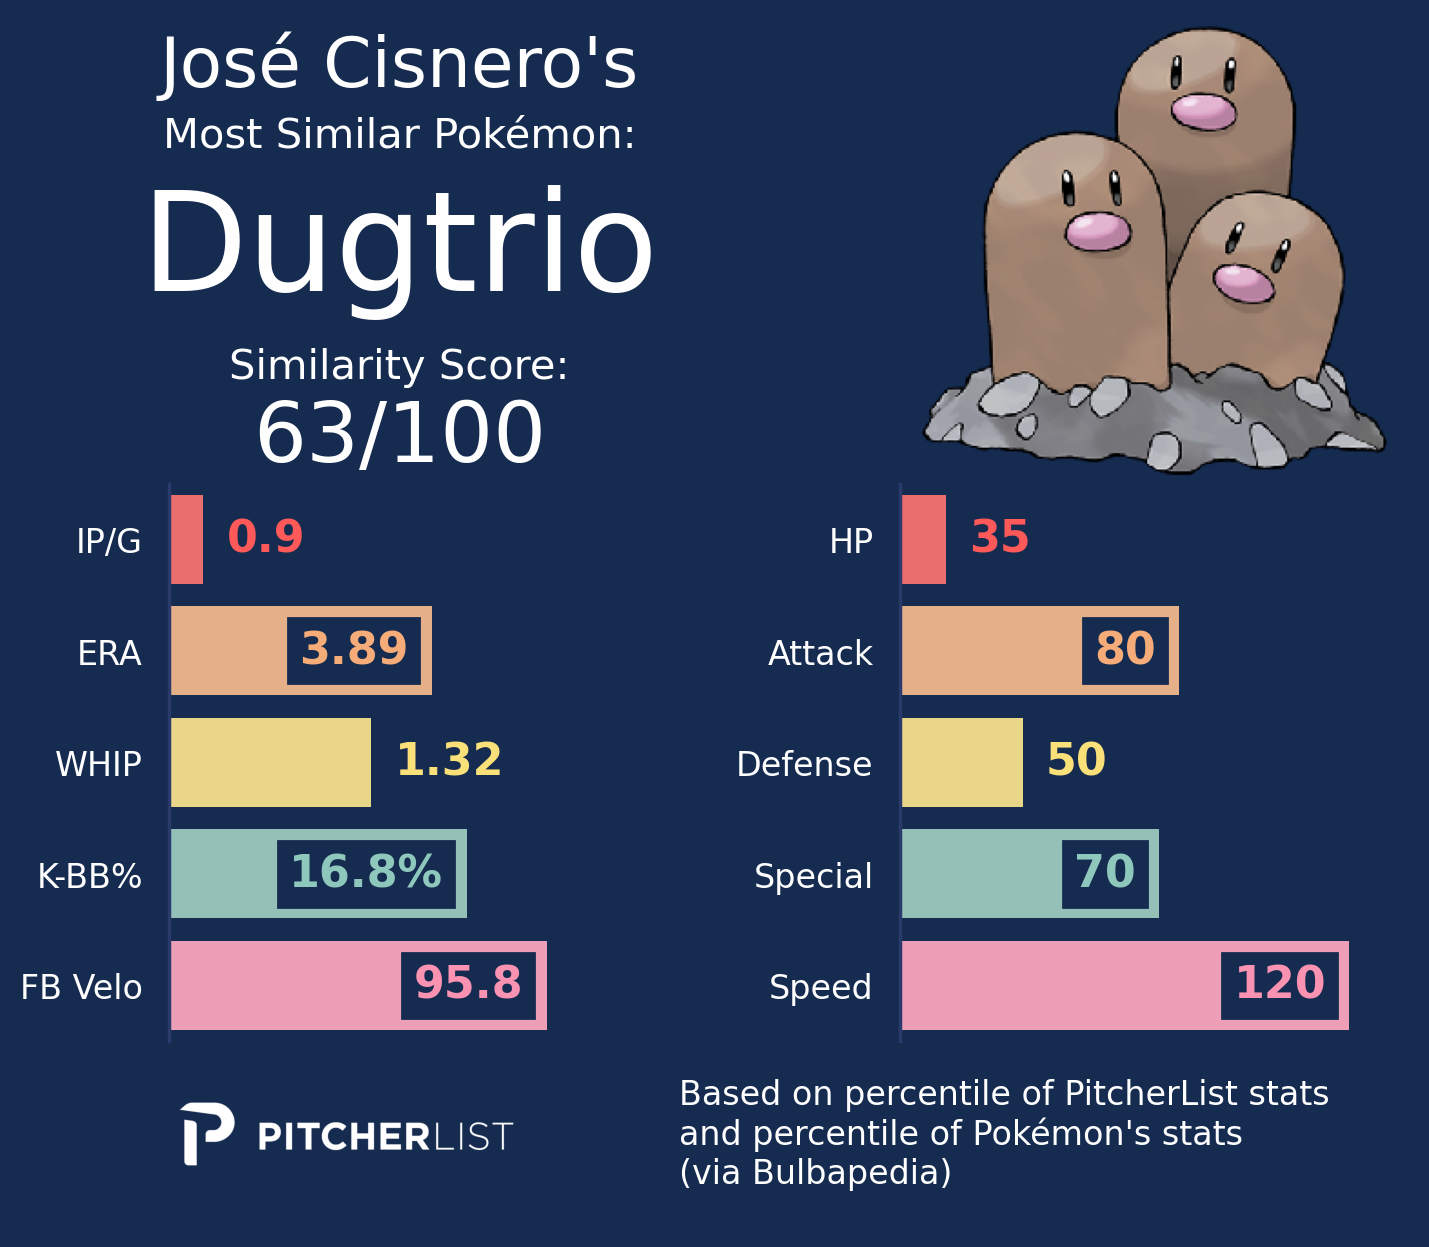 José Cisnero's
Most Similar Pokémon:
Dugtrio
Similarity Score:
63/100
IP/G 0.9
ERA 3.89
WHIP 1.32
K-BB% 16.8%
FB Velo 95.8
HP 35
Attack 80
Defense 50
Special 70
Speed 120
PITCHERLIST
Based on percentile of PitcherList stats
and percentile of Pokémon's stats
(via Bulbapedia)